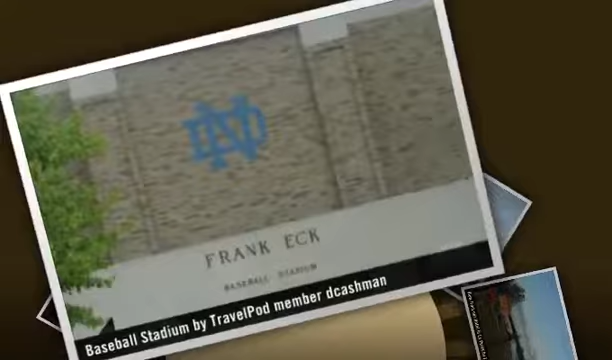 ND
FRANK ECK
BASEBALL STADIUM
Baseball Stadium by TravelPod member dcashman